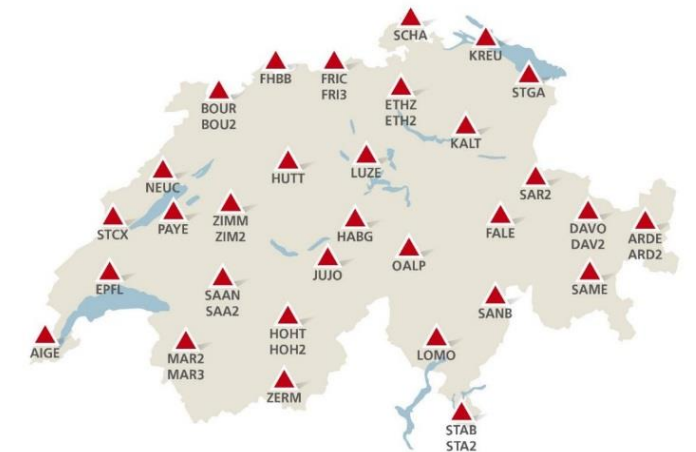 SCHA
KREU
FHBB
FRIC
FRI3
STGA
BOUR
BOU2
ETHZ
ETH2
KALT
HUTT
LUZE
NEUC
SAR2
ZIMM
ZIM2
PAYE
STCX
HABG
FALE
DAVO
DAV2
ARDE
ARD2
OALP
JUJO
EPFL
SAAN
SAA2
SAME
SANB
HOHT
HOH2
AIGE
MAR2
MAR3
LOMO
ZERM
STAB
STA2